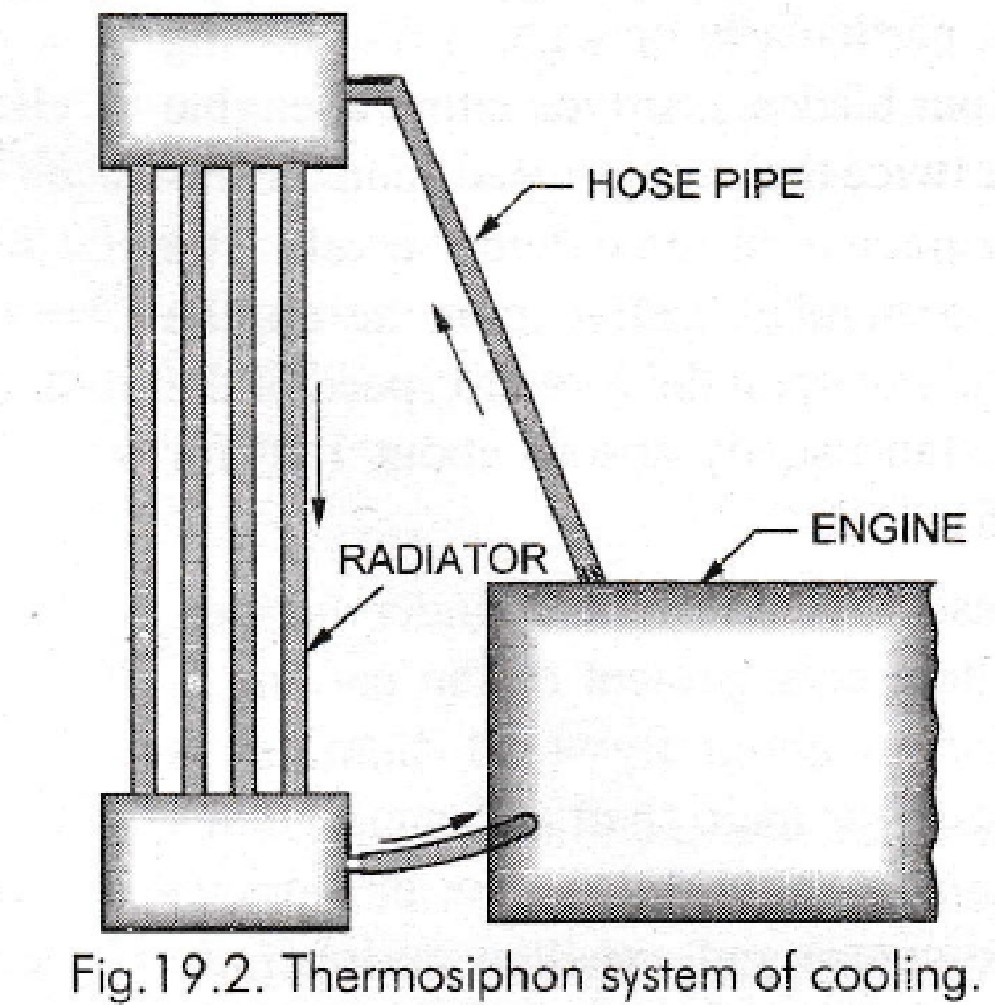 HOSE PIPE
ENGINE
RADIATOR
Fig.19.2. Thermosiphon system of cooling.